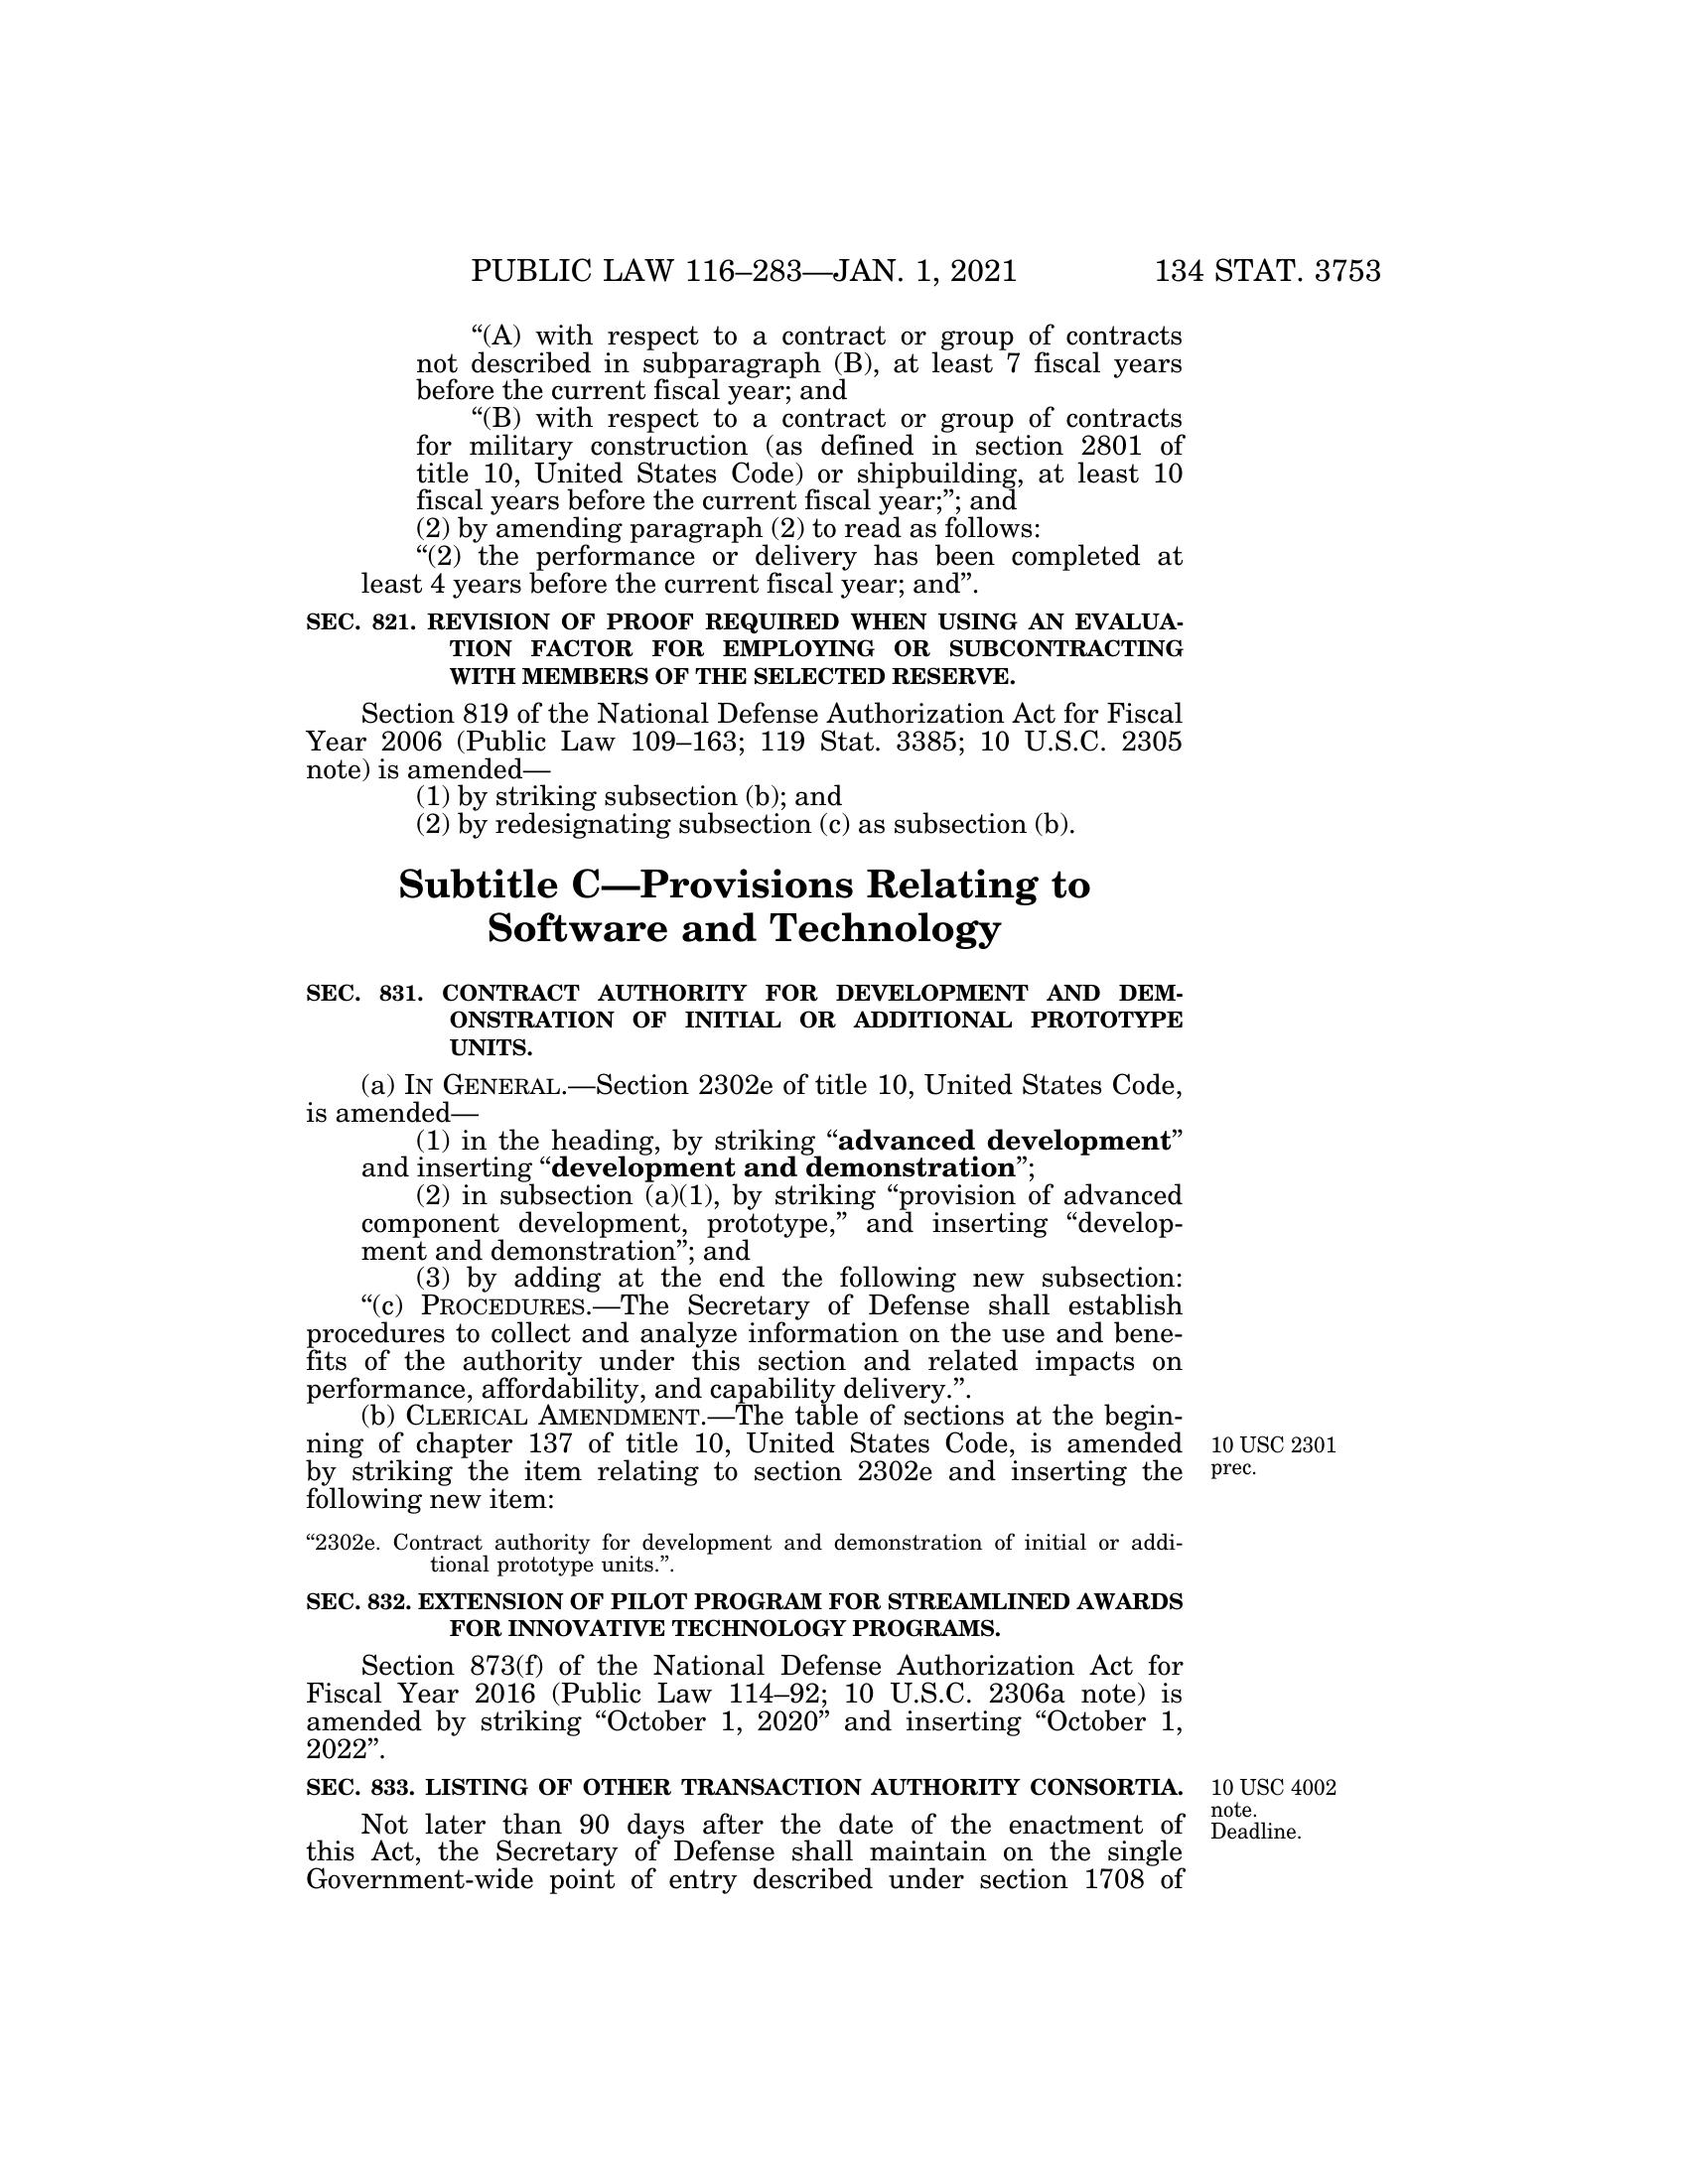 PUBLIC LAW 116–283—JAN. 1, 2021 134 STAT. 3753
“(A) with respect to a contract or group of contracts
not described in subparagraph (B), at least 7 fiscal years
before the current fiscal year; and
“(B) with respect to a contract or group of contracts
for military construction (as defined in section 2801 of
title 10, United States Code) or shipbuilding, at least 10
fiscal years before the current fiscal year;”; and
(2) by amending paragraph (2) to read as follows:
“(2) the performance or delivery has been completed at
least 4 years before the current fiscal year; and”.
SEC. 821. REVISION OF PROOF REQUIRED WHEN USING AN EVALUA-
TION FACTOR FOR EMPLOYING OR SUBCONTRACTING
WITH MEMBERS OF THE SELECTED RESERVE.
Section 819 of the National Defense Authorization Act for Fiscal
Year 2006 (Public Law 109–163; 119 Stat. 3385; 10 U.S.C. 2305
note) is amended—
(1) by striking subsection (b); and
(2) by redesignating subsection (c) as subsection (b).
Subtitle C—Provisions Relating to
Software and Technology
SEC. 831. CONTRACT AUTHORITY FOR DEVELOPMENT AND DEM-
ONSTRATION OF INITIAL OR ADDITIONAL PROTOTYPE
UNITS.
(a) IN GENERAL.—Section 2302e of title 10, United States Code,
is amended—
(1) in the heading, by striking “advanced development”
and inserting “development and demonstration”;
(2) in subsection (a)(1), by striking “provision of advanced
component development, prototype,” and inserting “develop-
ment and demonstration”; and
(3) by adding at the end the following new subsection:
“(c) PROCEDURES.—The Secretary of Defense shall establish
procedures to collect and analyze information on the use and bene-
fits of the authority under this section and related impacts on
performance, affordability, and capability delivery.”.
(b) CLERICAL AMENDMENT.—The table of sections at the begin-
ning of chapter 137 of title 10, United States Code, is amended
by striking the item relating to section 2302e and inserting the
following new item:
10 USC 2301
prec.
“2302e. Contract authority for development and demonstration of initial or addi-
tional prototype units.”.
SEC. 832. EXTENSION OF PILOT PROGRAM FOR STREAMLINED AWARDS
FOR INNOVATIVE TECHNOLOGY PROGRAMS.
Section 873(f) of the National Defense Authorization Act for
Fiscal Year 2016 (Public Law 114–92; 10 U.S.C. 2306a note) is
amended by striking “October 1, 2020” and inserting “October 1,
2022”.
SEC. 833. LISTING OF OTHER TRANSACTION AUTHORITY CONSORTIA.
Not later than 90 days after the date of the enactment of
this Act, the Secretary of Defense shall maintain on the single
Government-wide point of entry described under section 1708 of
10 USC 4002
note.
Deadline.